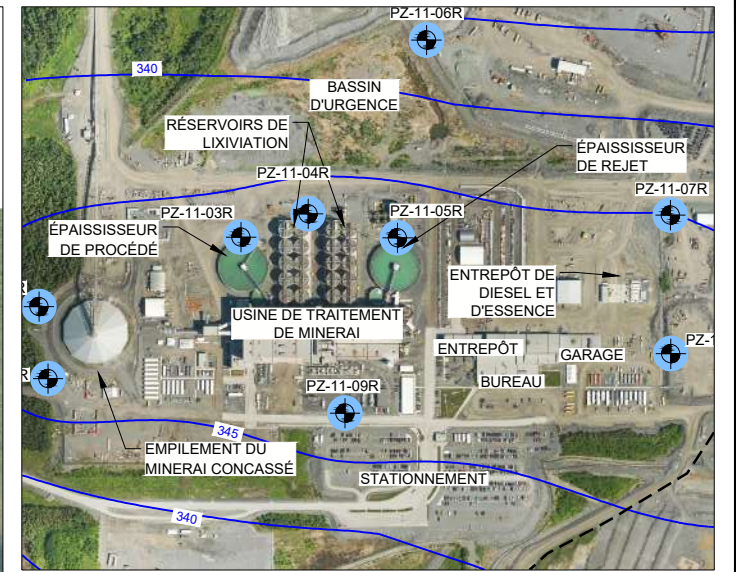 PZ-11-06R
340
BASSIN
D'URGENCE
RÉSERVOIRS DE
LIXIVIATION
ÉPAISSISSEUR
DE REJET
PZ-11-04R
PZ-11-07R
PZ-11-03R
PZ-11-05R
ÉPAISSISSEUR
DE PROCÉDÉ
ENTREPÔT DE
DIESEL ET
D'ESSENCE
R
USINE DE TRAITEMENT
DE MINERAI
ENTREPÔT
GARAGE
PZ-1
R
BUREAU
PZ-11-09R
345
EMPILEMENT DU
MINERAI CONCASSÉ
STATIONNEMENT
340